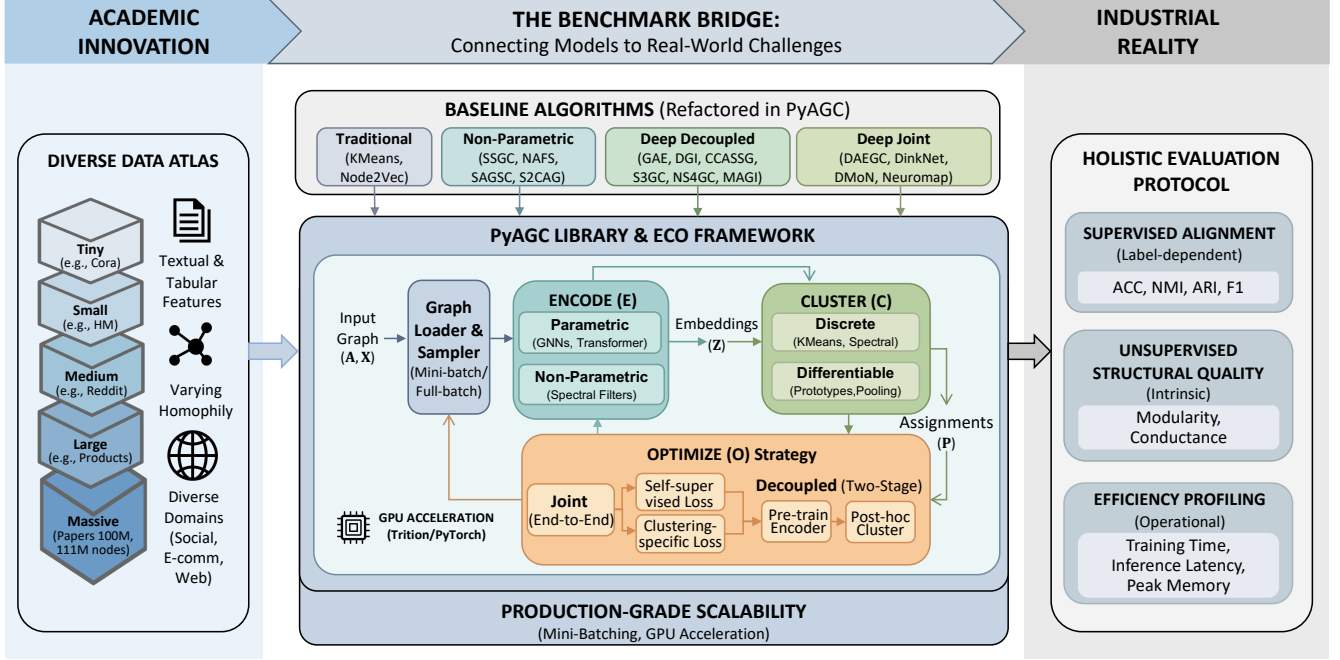 ACADEMIC
INNOVATION
THE BENCHMARK BRIDGE:
Connecting Models to Real-World Challenges
INDUSTRIAL
REALITY
DIVERSE DATA ATLAS
Tiny
(e.g., Cora)
Small
(e.g., HM)
Medium
(e.g., Reddit)
Large
(e.g., Products)
Massive
(Papers 100M,
111M nodes)
Textual &
Tabular
Features
Varying
Homophily
Diverse
Domains
(Social,
E-comm,
Web)
BASELINE ALGORITHMS (Refactored in PyAGC)
Traditional
(KMeans,
Node2Vec)
Non-Parametric
(SSGC, NAFS,
SAGSC, S2CAG)
Deep Decoupled
(GAE, DGI, CCASSG,
S3GC, NS4GC, MAGI)
Deep Joint
(DAEGC, DinkNet,
DMoN, Neuromap)
PyAGC LIBRARY & ECO FRAMEWORK
Input
Graph
(A, X)
Graph
Loader &
Sampler
(Mini-batch/
Full-batch)
ENCODE (E)
Parametric
(GNNs, Transformer)
Non-Parametric
(Spectral Filters)
Embeddings
(Z)
CLUSTER (C)
Discrete
(KMeans, Spectral)
Differentiable
(Prototypes,Pooling)
Assignments
(P)
OPTIMIZE (O) Strategy
Joint
(End-to-End)
Self-super
vised Loss
Clustering-
specific Loss
Decoupled (Two-Stage)
Pre-train
Encoder
Post-hoc
Cluster
GPU ACCELERATION
(Trition/PyTorch)
PRODUCTION-GRADE SCALABILITY
(Mini-Batching, GPU Acceleration)
HOLISTIC EVALUATION
PROTOCOL
SUPERVISED ALIGNMENT
(Label-dependent)
ACC, NMI, ARI, F1
UNSUPERVISED
STRUCTURAL QUALITY
(Intrinsic)
Modularity,
Conductance
EFFICIENCY PROFILING
(Operational)
Training Time,
Inference Latency,
Peak Memory